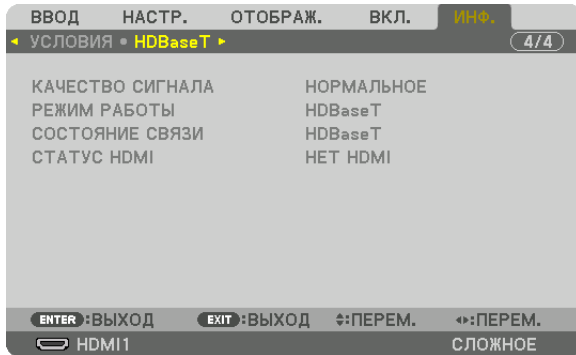 ВВОД НАСТР. ОТОБРАЖ. ВКЛ. ИНФ.
УСЛОВИЯ • HDBaseT 4/4
КАЧЕСТВО СИГНАЛА НОРМАЛЬНОЕ
РЕЖИМ РАБОТЫ HDBaseT
СОСТОЯНИЕ СВЯЗИ HDBaseT
СТАТУС HDMI НЕТ HDMI
ENTER :ВЫХОД EXIT :ВЫХОД :ПЕРЕМ. :ПЕРЕМ.
HDMI1 СЛОЖНОЕ